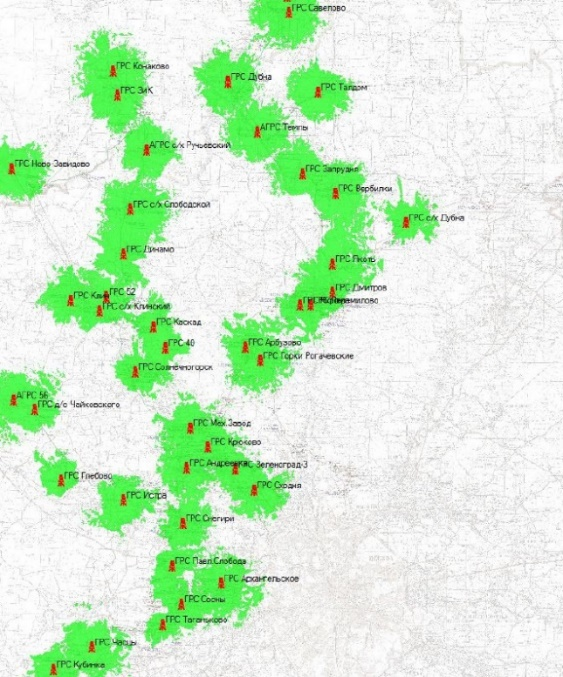 ГРС Савелово
ГРС Конаково
ГРС Дубна
ГРС ЗиК
ГРС Талдом
АГРС Темпы
АГРС с/х Ручьевский
ГРС Ново-Завидово
ГРС Запрудня
ГРС Вербилки
ГРС с/х Слободской
ГРС с/х Дубна
ГРС Динамо
ГРС Икоть
ГРС Дмитров
ГРС 52
ГРС Клин
ГРС с/х Клинский
ГРС Каскад
ГРС 40
ГРС Арбузово
ГРС Горки Рогачевские
ГРС Солнечногорск
АГРС 56
ГРС д/о Чайковского
ГРС Мех.Завод
ГРС Крюково
ГРС Андреевка
ГРС Зеленоград-3
ГРС Глебово
ГРС Сходня
ГРС Истра
ГРС Снегири
ГРС Павл.Слобода
ГРС Архангельское
ГРС Сосны
ГРС Таганьково
ГРС Часцы
ГРС Кубинка